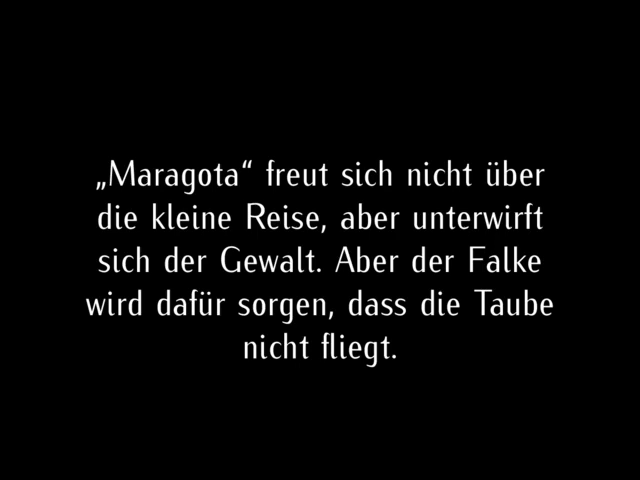 „Maragota“ freut sich nicht über
die kleine Reise, aber unterwirft
sich der Gewalt. Aber der Falke
wird dafür sorgen, dass die Taube
nicht fliegt.